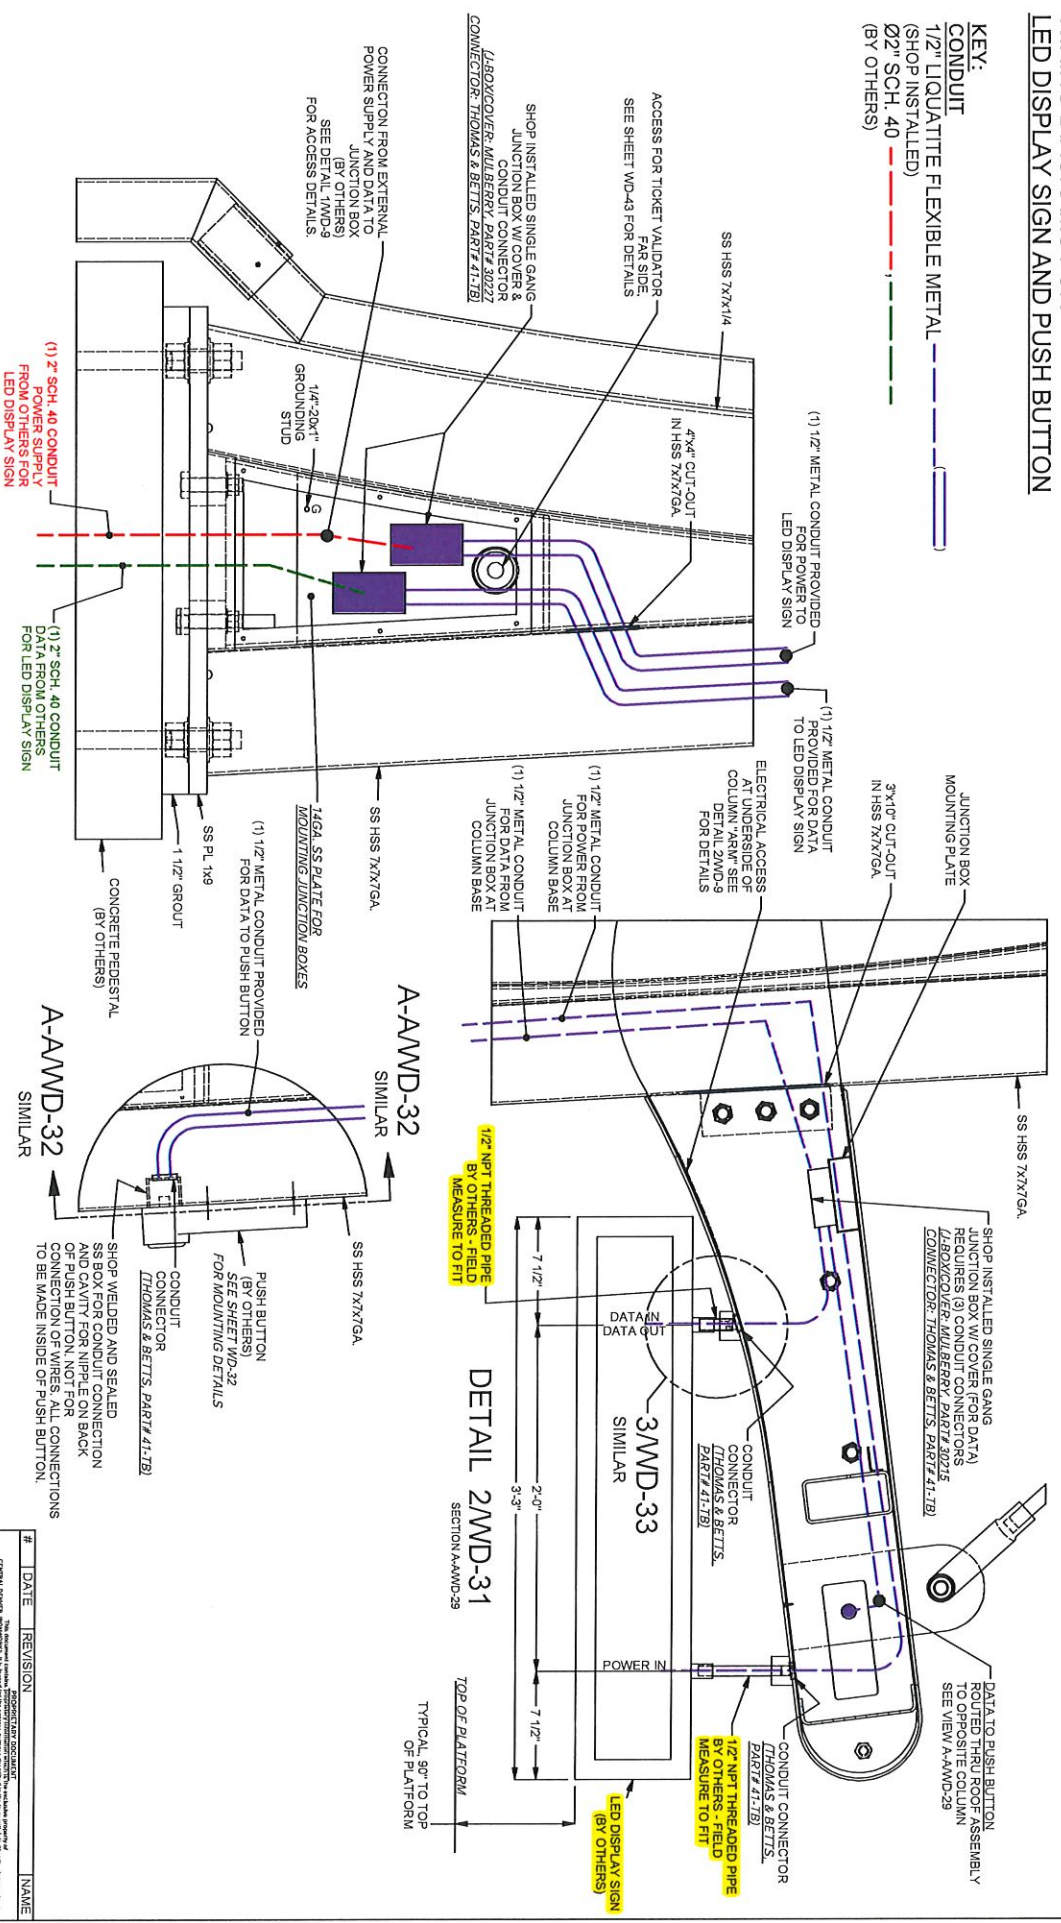 LED DISPLAY SIGN AND PUSH BUTTON
KEY:
CONDUIT
1/2" LIQUATITE FLEXIBLE METAL
(SHOP INSTALLED)
Ø2" SCH. 40
(BY OTHERS)
(1) 1/2" METAL CONDUIT PROVIDED
FOR POWER TO
LED DISPLAY SIGN
(1) 1/2" METAL CONDUIT
PROVIDED FOR DATA
TO LED DISPLAY SIGN
SS HSS 7x7x1/4
ACCESS FOR TICKET VALIDATOR
FAR SIDE,
SEE SHEET WD-43 FOR DETAILS
4"x4" CUT-OUT
IN HSS 7x7x7GA.
SHOP INSTALLED SINGLE GANG
JUNCTION BOX W/ COVER &
CONDUIT CONNECTOR
(J-BOX/COVER: MULBERRY, PART# 30227
CONNECTOR: THOMAS & BETTS, PART# 41-TB)
CONNECTON FROM EXTERNAL
POWER SUPPLY AND DATA TO
JUNCTION BOX
(BY OTHERS)
SEE DETAIL 1/WD-9
FOR ACCESS DETAILS.
1/4"-20x1"
GROUNDING
STUD
G
SS HSS 7x7x7GA.
14GA. SS PLATE FOR
MOUNTING JUNCTION BOXES
SS PL 1x9
1 1/2" GROUT
CONCRETE PEDESTAL
(BY OTHERS)
(1) 2" SCH. 40 CONDUIT
POWER SUPPLY
FROM OTHERS FOR
LED DISPLAY SIGN
(1) 2" SCH. 40 CONDUIT
DATA FROM OTHERS
FOR LED DISPLAY SIGN
JUNCTION BOX
MOUNTING PLATE
3"x10" CUT-OUT
IN HSS 7x7x7GA.
ELECTRICAL ACCESS
AT UNDERSIDE OF
COLUMN "ARM" SEE
DETAIL 2/WD-9
FOR DETAILS
(1) 1/2" METAL CONDUIT
FOR POWER FROM
JUNCTION BOX AT
COLUMN BASE
(1) 1/2" METAL CONDUIT
FOR DATA FROM
JUNCTION BOX AT
COLUMN BASE
SS HSS 7x7x7GA.
SHOP INSTALLED SINGLE GANG
JUNCTION BOX W/ COVER (FOR DATA)
REQUIRES (3) CONDUIT CONNECTORS
(J-BOX/COVER: MULBERRY, PART# 30215
CONNECTOR: THOMAS & BETTS, PART# 41-TB)
DATA TO PUSH BUTTON
ROUTED THRU ROOF ASSEMBLY
TO OPPOSITE COLUMN
SEE VIEW A-A/WD-29
CONDUIT CONNECTOR
(THOMAS & BETTS,
PART# 41-TB)
1/2" NPT THREADED PIPE
BY OTHERS - FIELD
MEASURE TO FIT
CONDUIT
CONNECTOR
(THOMAS & BETTS,
PART# 41-TB)
1/2" NPT THREADED PIPE
BY OTHERS - FIELD
MEASURE TO FIT
DATA IN
DATA OUT
POWER IN
3/WD-33
SIMILAR
LED DISPLAY SIGN
(BY OTHERS)
7 1/2"
2'-0"
7 1/2"
3'-3"
TOP OF PLATFORM
TYPICAL, 90" TO TOP
OF PLATFORM
DETAIL 2/WD-31
SECTION A-A/WD-29
A-A/WD-32
SIMILAR
SS HSS 7x7x7GA.
(1) 1/2" METAL CONDUIT PROVIDED
FOR DATA TO PUSH BUTTON
PUSH BUTTON
(BY OTHERS)
SEE SHEET WD-32
FOR MOUNTING DETAILS
CONDUIT
CONNECTOR
(THOMAS & BETTS, PART# 41-TB)
SHOP WELDED AND SEALED
SS BOX FOR CONDUIT CONNECTION
AND CAVITY FOR NIPPLE ON BACK
OF PUSH BUTTON. NOT FOR
CONNECTION OF WIRES. ALL CONNECTIONS
TO BE MADE INSIDE OF PUSH BUTTON.
A-A/WD-32
SIMILAR
# DATE REVISION NAME
PROPRIETARY DOCUMENT